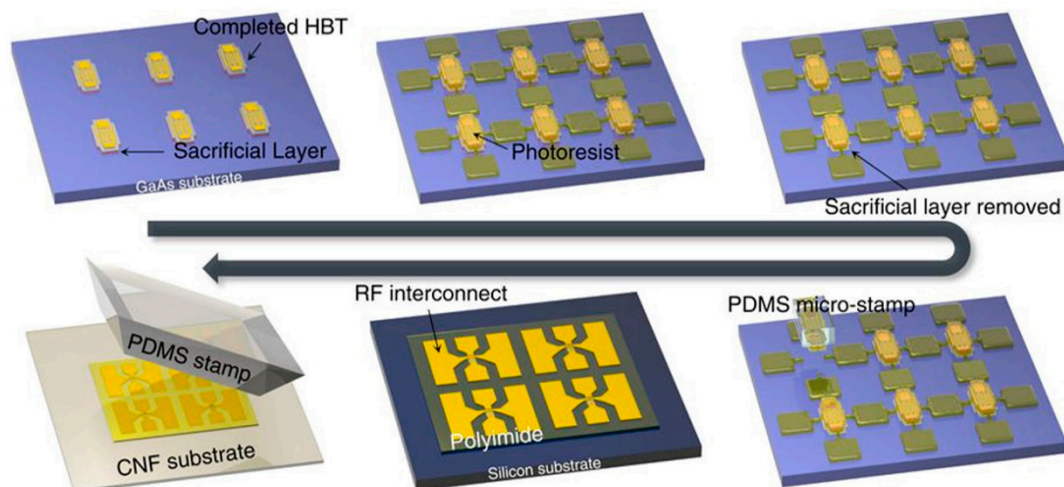 Completed HBT
Sacrificial Layer
GaAs substrate
Photoresist
Sacrificial layer removed
PDMS stamp
CNF substrate
RF interconnect
Polyimide
Silicon substrate
PDMS micro-stamp